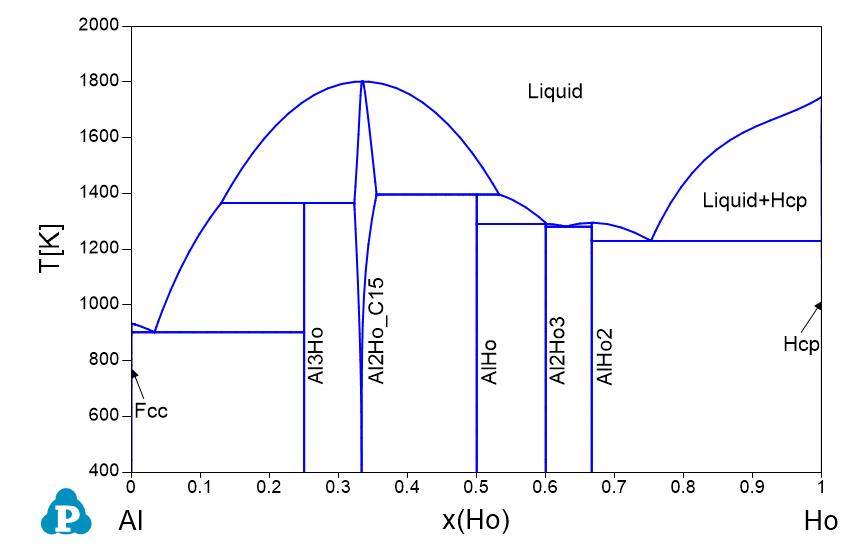 2000
1800
1600
1400
1200
1000
800
600
400
T[K]
Liquid
Liquid+Hcp
Al3Ho
Al2Ho_C15
AlHo
Al2Ho3
AlHo2
Hcp
Fcc
0 0.1 0.2 0.3 0.4 0.5 0.6 0.7 0.8 0.9 1
P
Al x(Ho) Ho